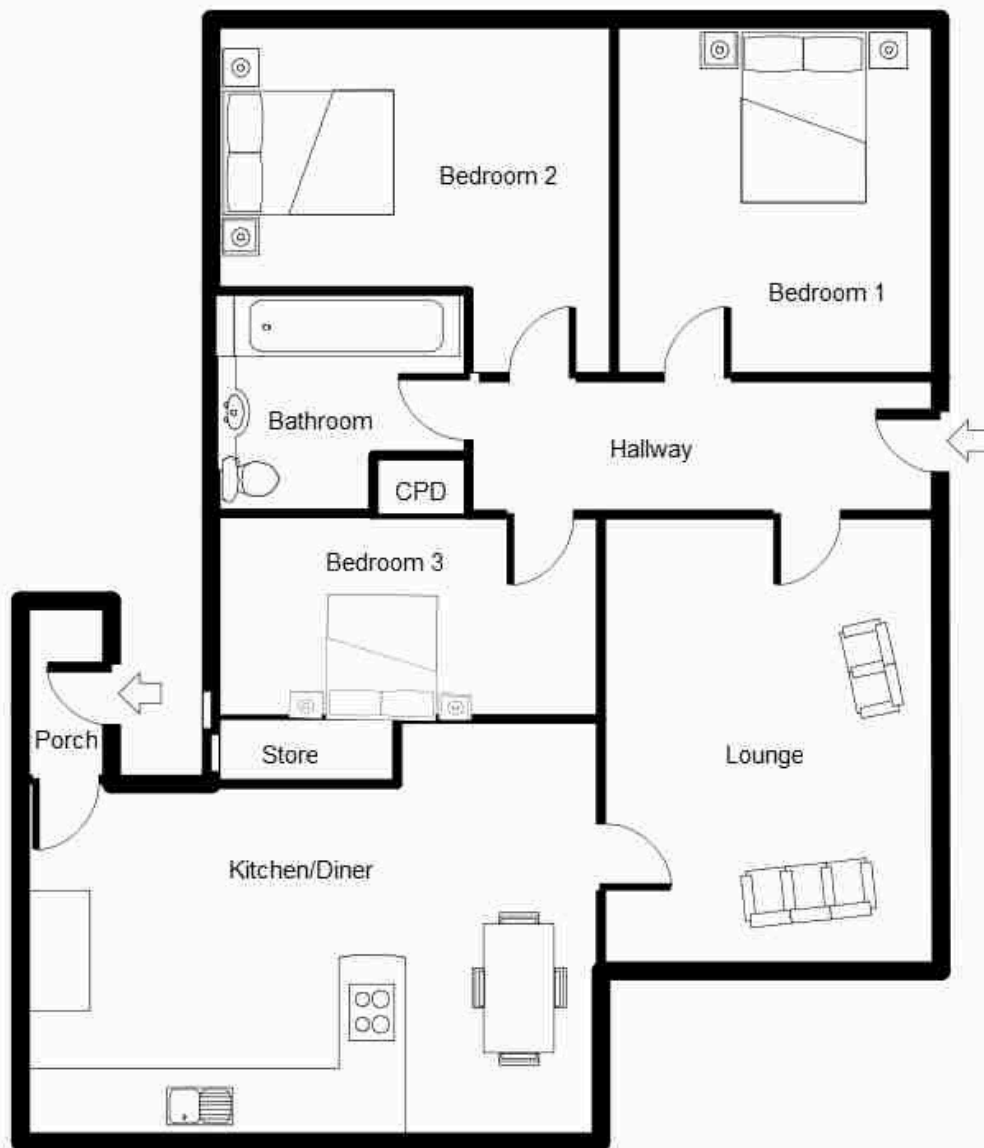 Bedroom 2
Bedroom 1
Bathroom
Hallway
CPD
Bedroom 3
Porch
Store
Lounge
Kitchen/Diner